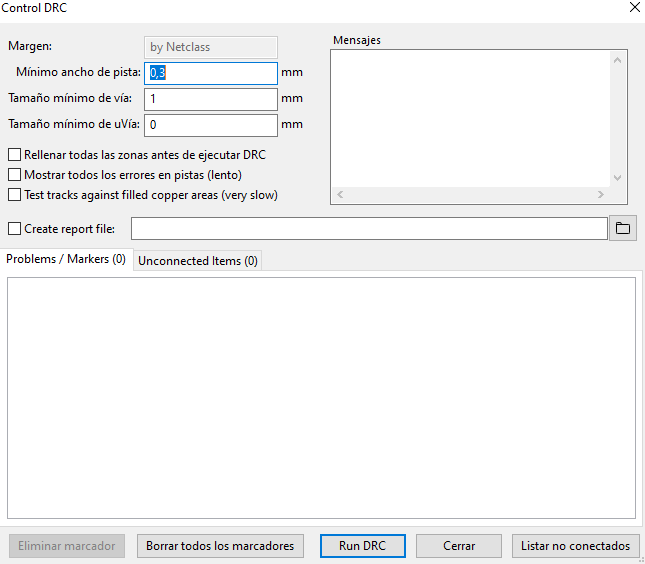 Control DRC
Margen:
by Netclass
Mínimo ancho de pista:
0,3
mm
Tamaño mínimo de vía:
1
mm
Tamaño mínimo de uVía:
0
mm
Rellenar todas las zonas antes de ejecutar DRC
Mostrar todos los errores en pistas (lento)
Test tracks against filled copper areas (very slow)
Mensajes
Create report file:
Problems / Markers (0)
Unconnected Items (0)
Eliminar marcador
Borrar todos los marcadores
Run DRC
Cerrar
Listar no conectados